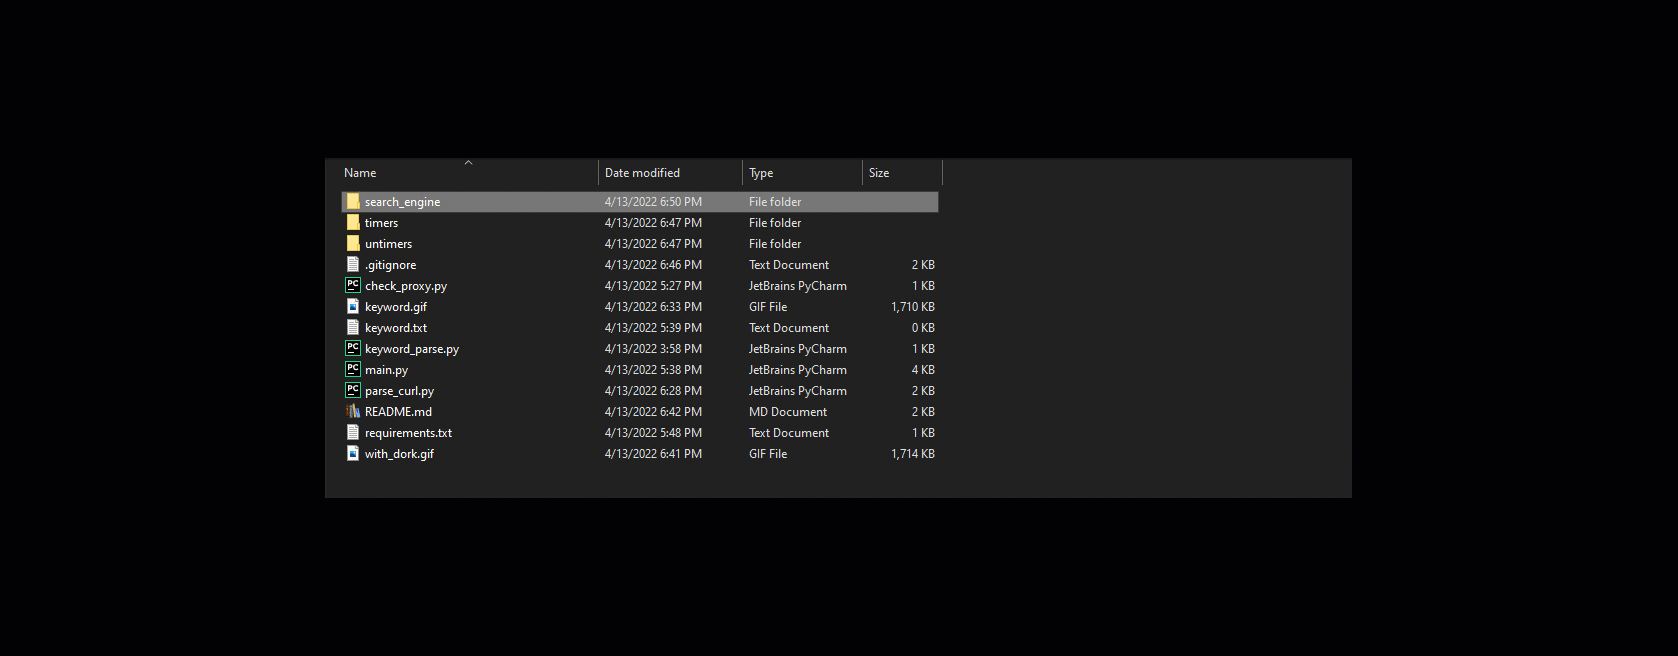 Name Date modified Type Size
search_engine 4/13/2022 6:50 PM File folder
timers 4/13/2022 6:47 PM File folder
untimers 4/13/2022 6:47 PM File folder
.gitignore 4/13/2022 6:46 PM Text Document 2 KB
PC check_proxy.py 4/13/2022 5:27 PM JetBrains PyCharm 1 KB
keyword.gif 4/13/2022 6:33 PM GIF File 1,710 KB
keyword.txt 4/13/2022 5:39 PM Text Document 0 KB
PC keyword_parse.py 4/13/2022 3:58 PM JetBrains PyCharm 1 KB
PC main.py 4/13/2022 5:38 PM JetBrains PyCharm 4 KB
PC parse_curl.py 4/13/2022 6:28 PM JetBrains PyCharm 2 KB
README.md 4/13/2022 6:42 PM MD Document 2 KB
requirements.txt 4/13/2022 5:48 PM Text Document 1 KB
with_dork.gif 4/13/2022 6:41 PM GIF File 1,714 KB